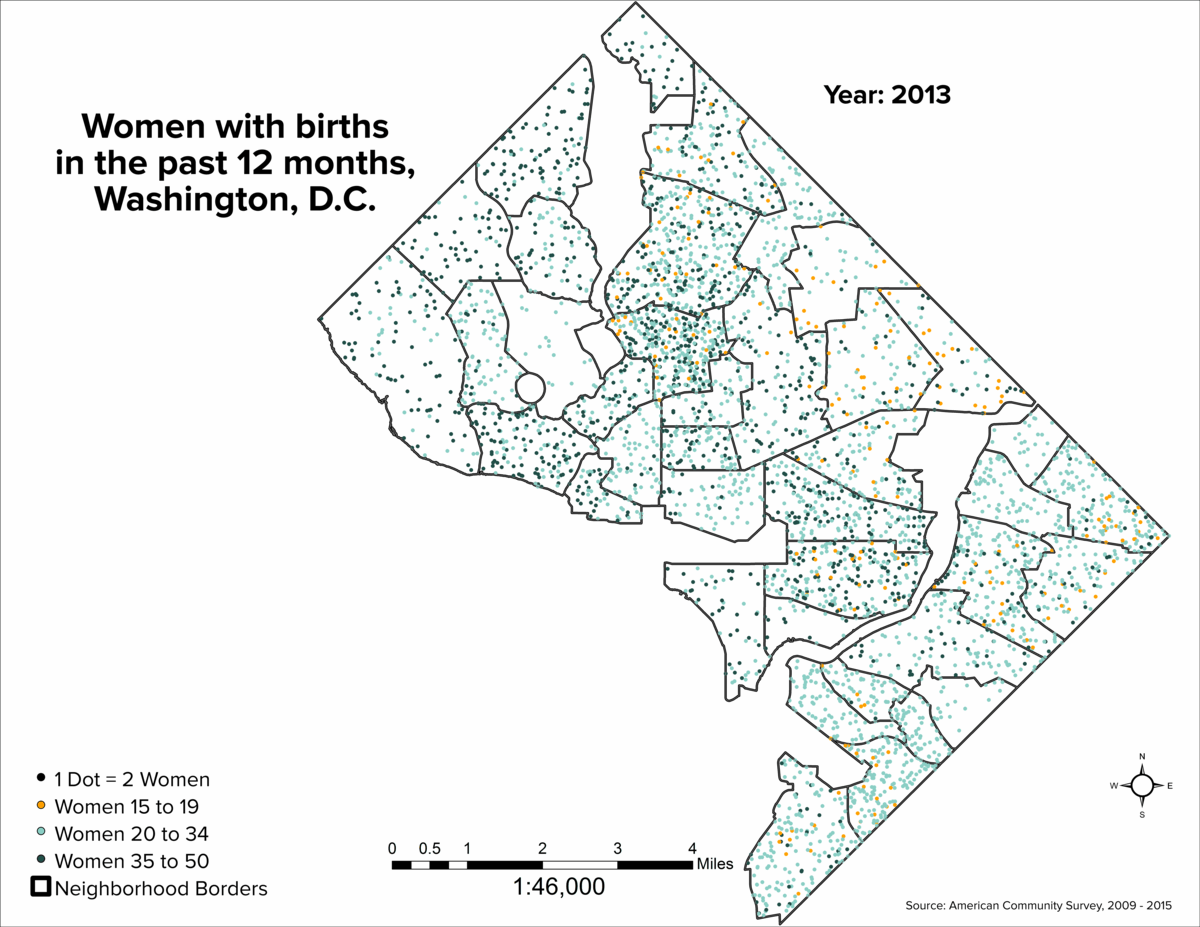 Women with births
in the past 12 months,
Washington, D.C.
Year: 2013
1 Dot = 2 Women
Women 15 to 19
Women 20 to 34
Women 35 to 50
Neighborhood Borders
0 0.5 1 2 3 4
Miles
1:46,000
N
W E
S
Source: American Community Survey, 2009 - 2015